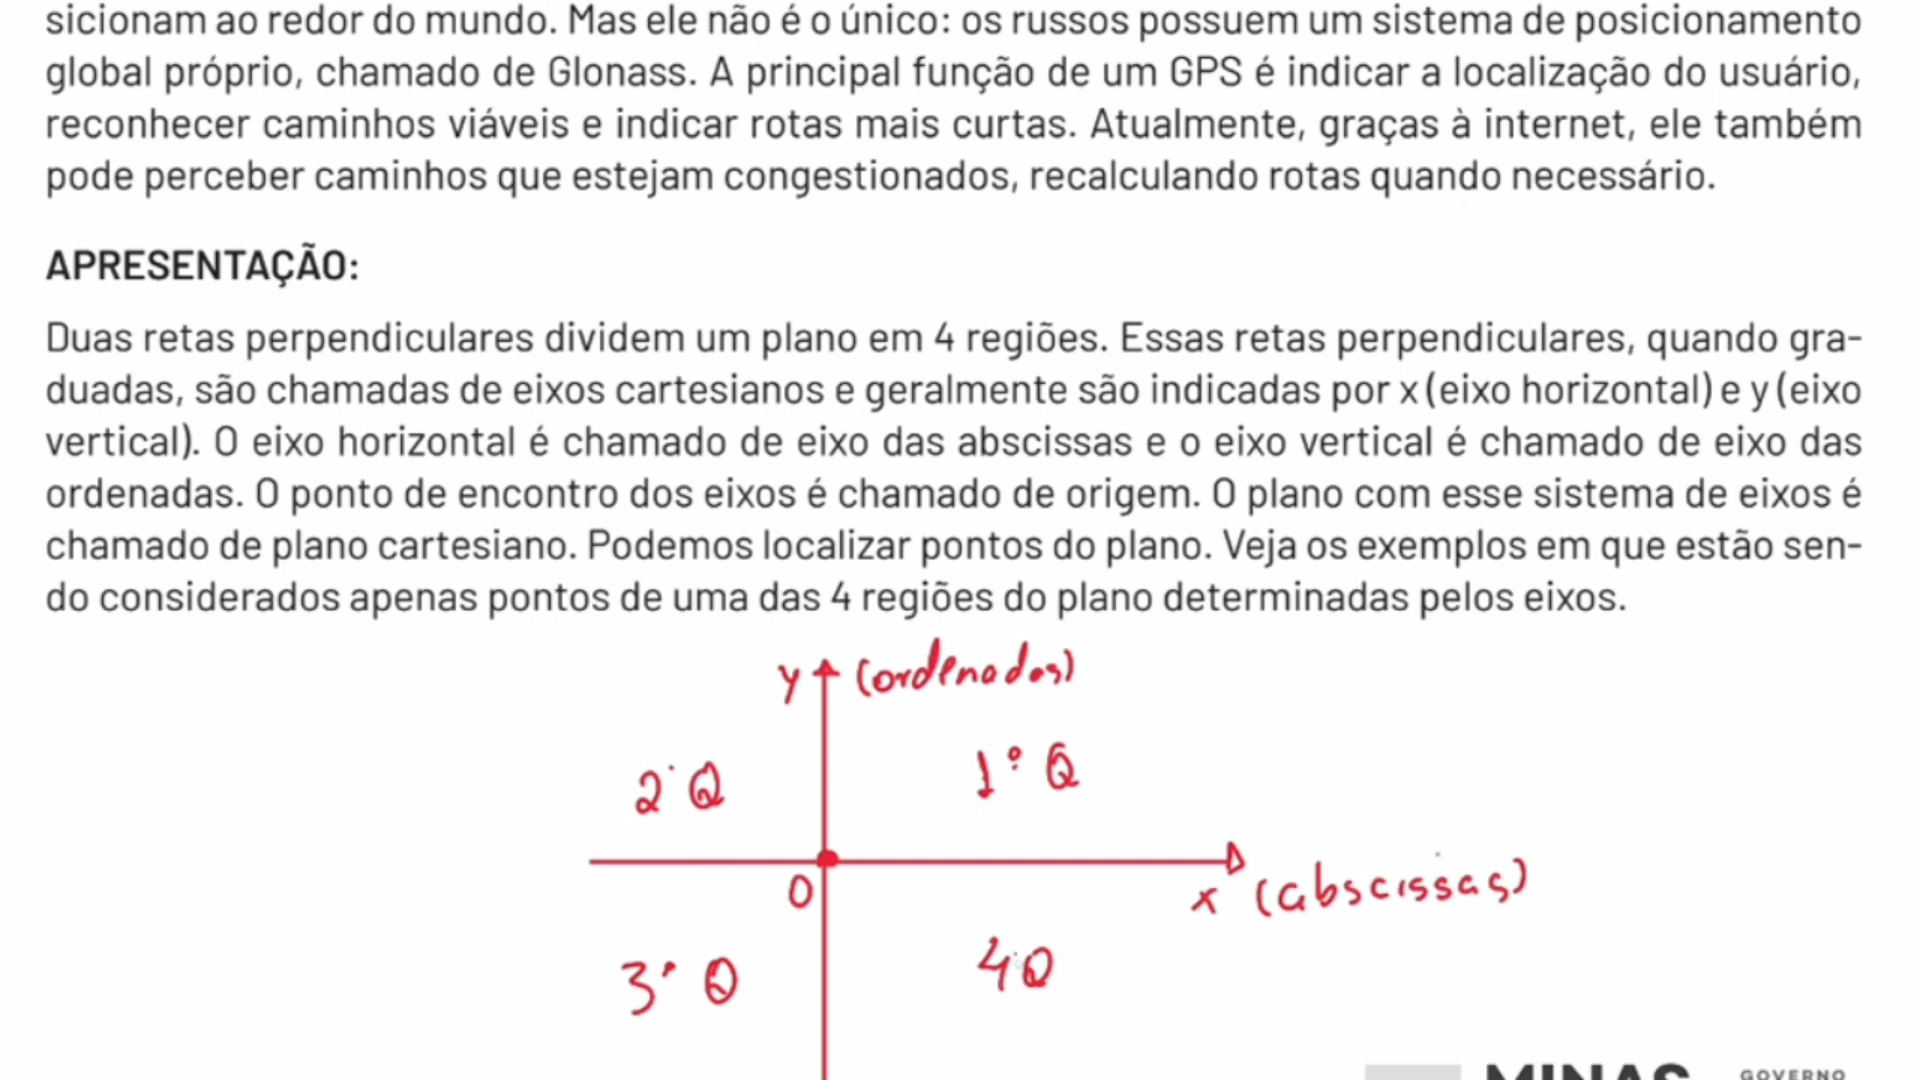 sicionam ao redor do mundo. Mas ele não é o único: os russos possuem um sistema de posicionamento
global próprio, chamado de Glonass. A principal função de um GPS é indicar a localização do usuário,
reconhecer caminhos viáveis e indicar rotas mais curtas. Atualmente, graças à internet, ele também
pode perceber caminhos que estejam congestionados, recalculando rotas quando necessário.
APRESENTAÇÃO:
Duas retas perpendiculares dividem um plano em 4 regiões. Essas retas perpendiculares, quando gra-
duadas, são chamadas de eixos cartesianos e geralmente são indicadas por x (eixo horizontal) e y (eixo
vertical). O eixo horizontal é chamado de eixo das abscissas e o eixo vertical é chamado de eixo das
ordenadas. O ponto de encontro dos eixos é chamado de origem. O plano com esse sistema de eixos é
chamado de plano cartesiano. Podemos localizar pontos do plano. Veja os exemplos em que estão sen-
do considerados apenas pontos de uma das 4 regiões do plano determinadas pelos eixos.
y (ordenadas)
2° Q 1° Q
0 x (abscissas)
3° Q 4Q
MINAS GOVERNO